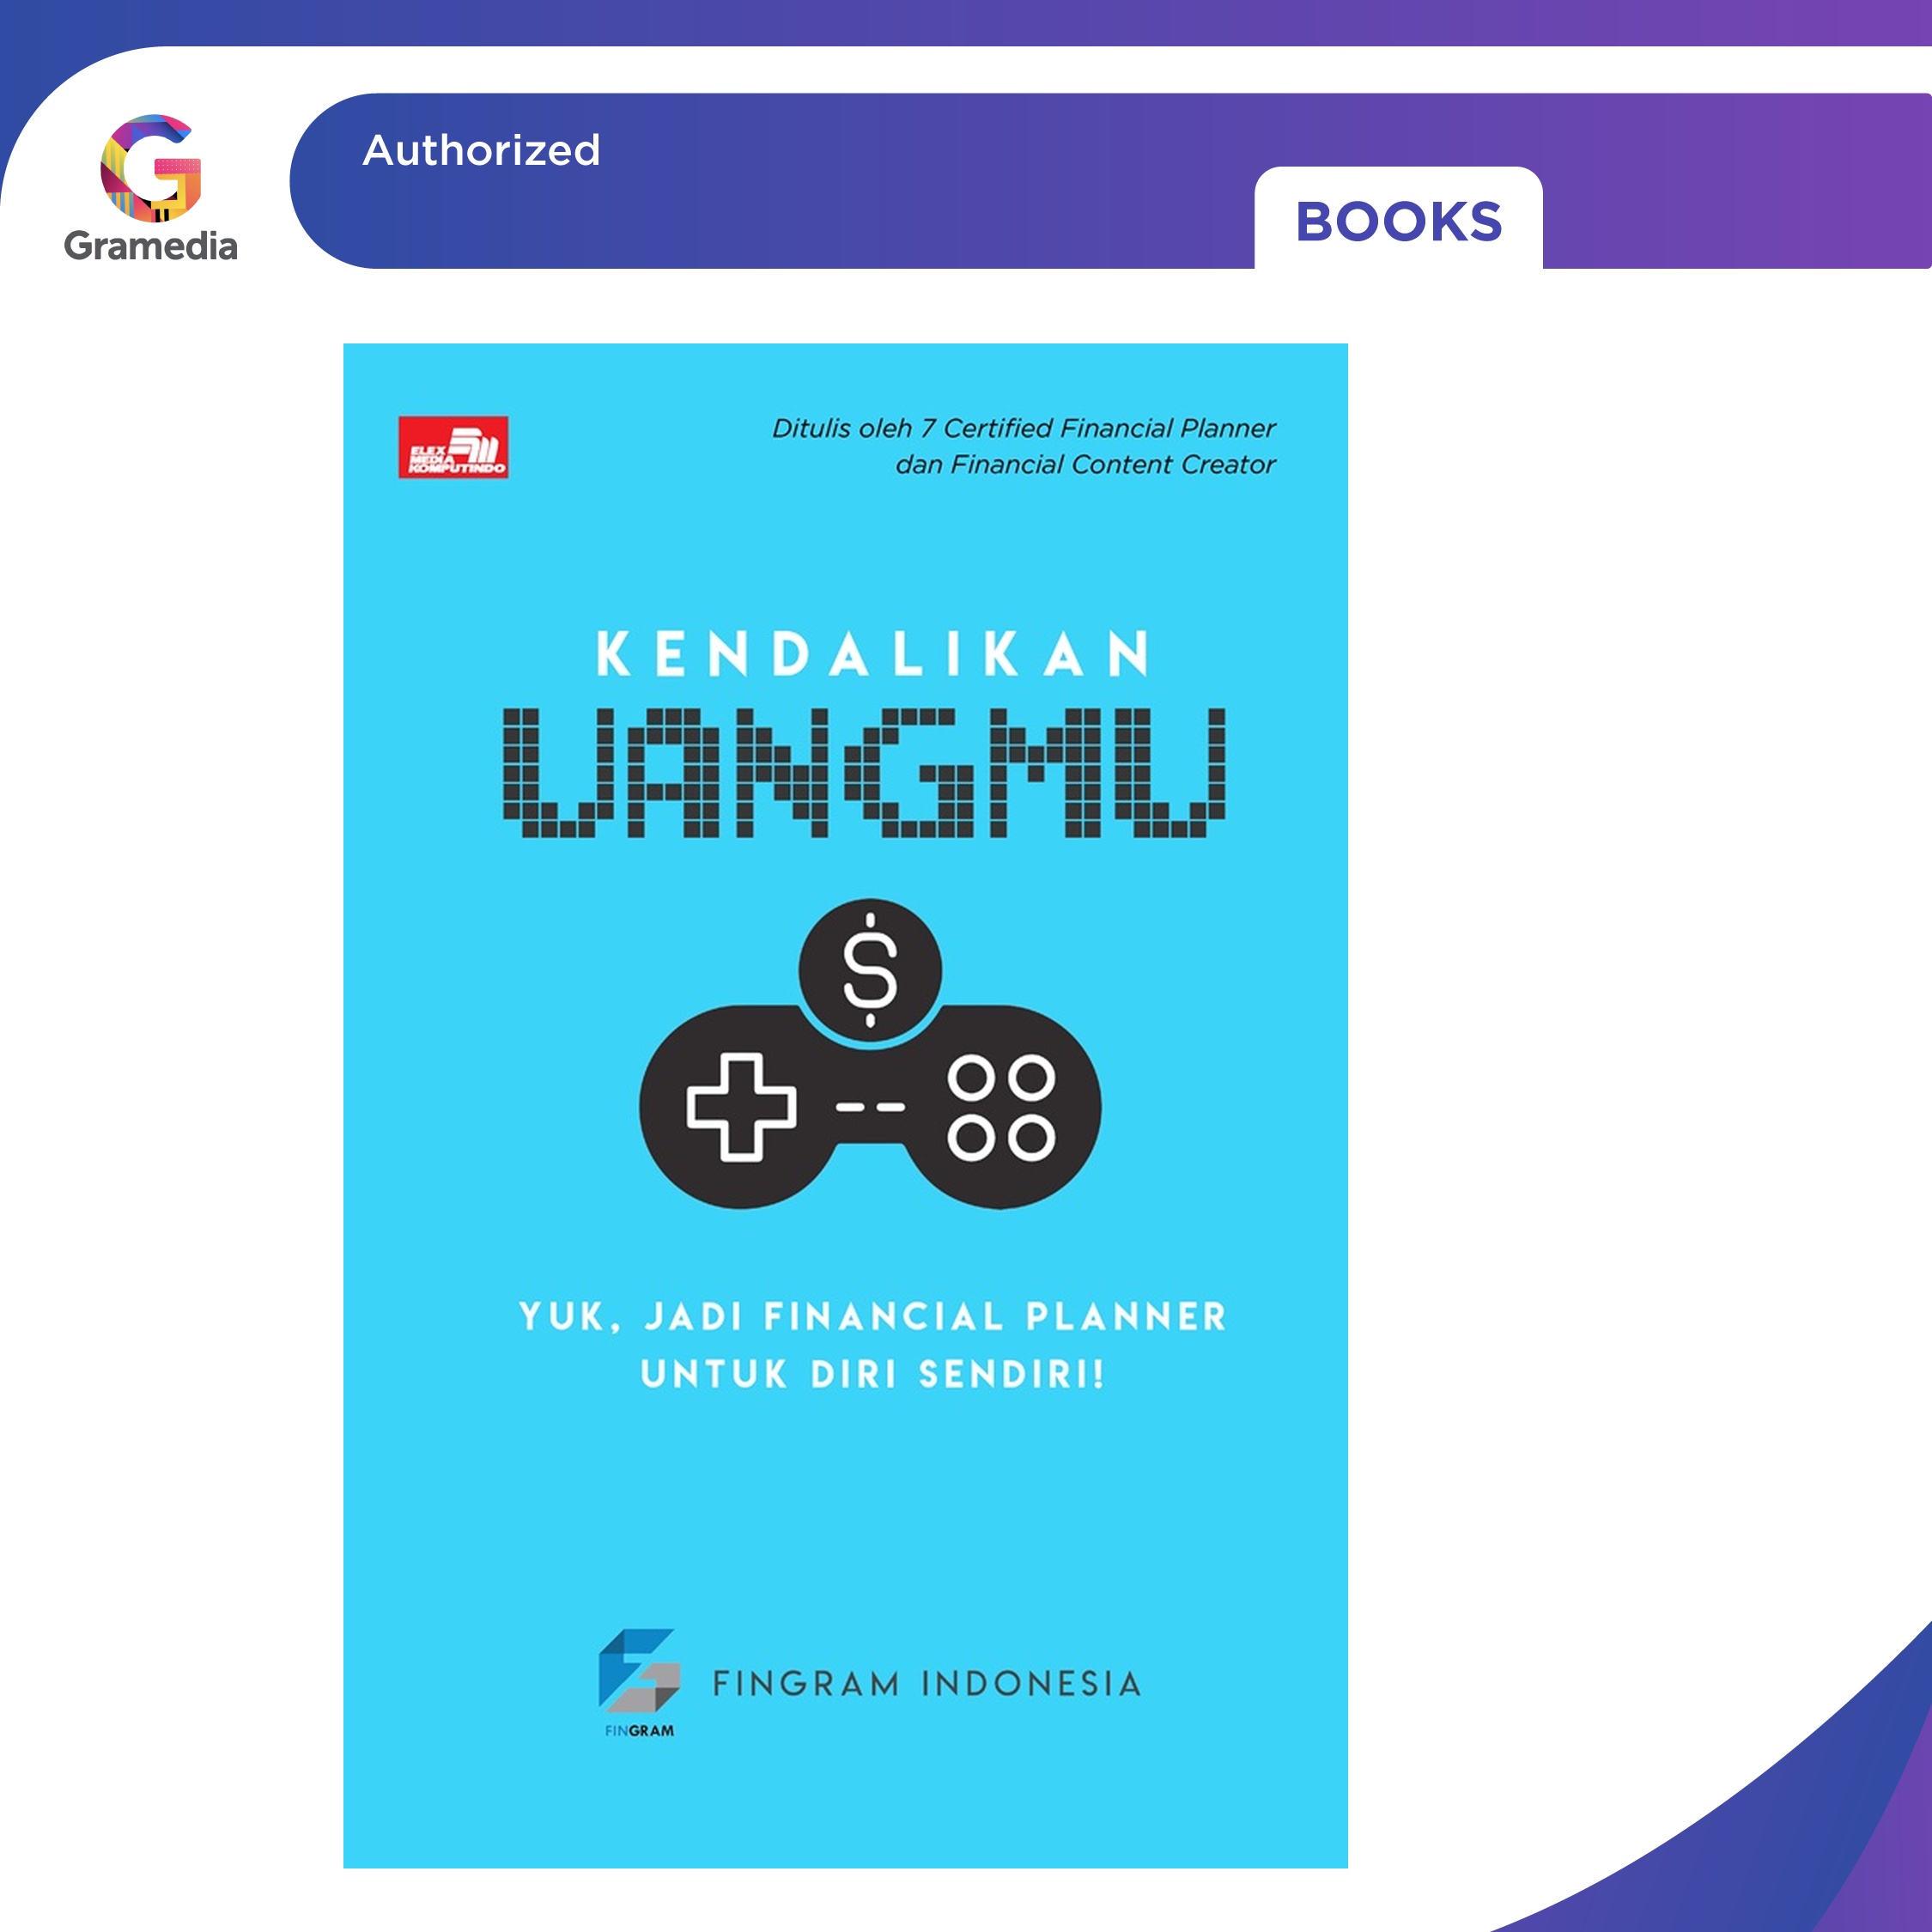 Authorized
Gramedia
BOOKS
ELEX
MEDIA
KOMPUTINDO
Ditulis oleh 7 Certified Financial Planner
dan Financial Content Creator
KENDALIKAN
UANGMU
$
YUK, JADI FINANCIAL PLANNER
UNTUK DIRI SENDIRI!
FINGRAM INDONESIA
FINGRAM